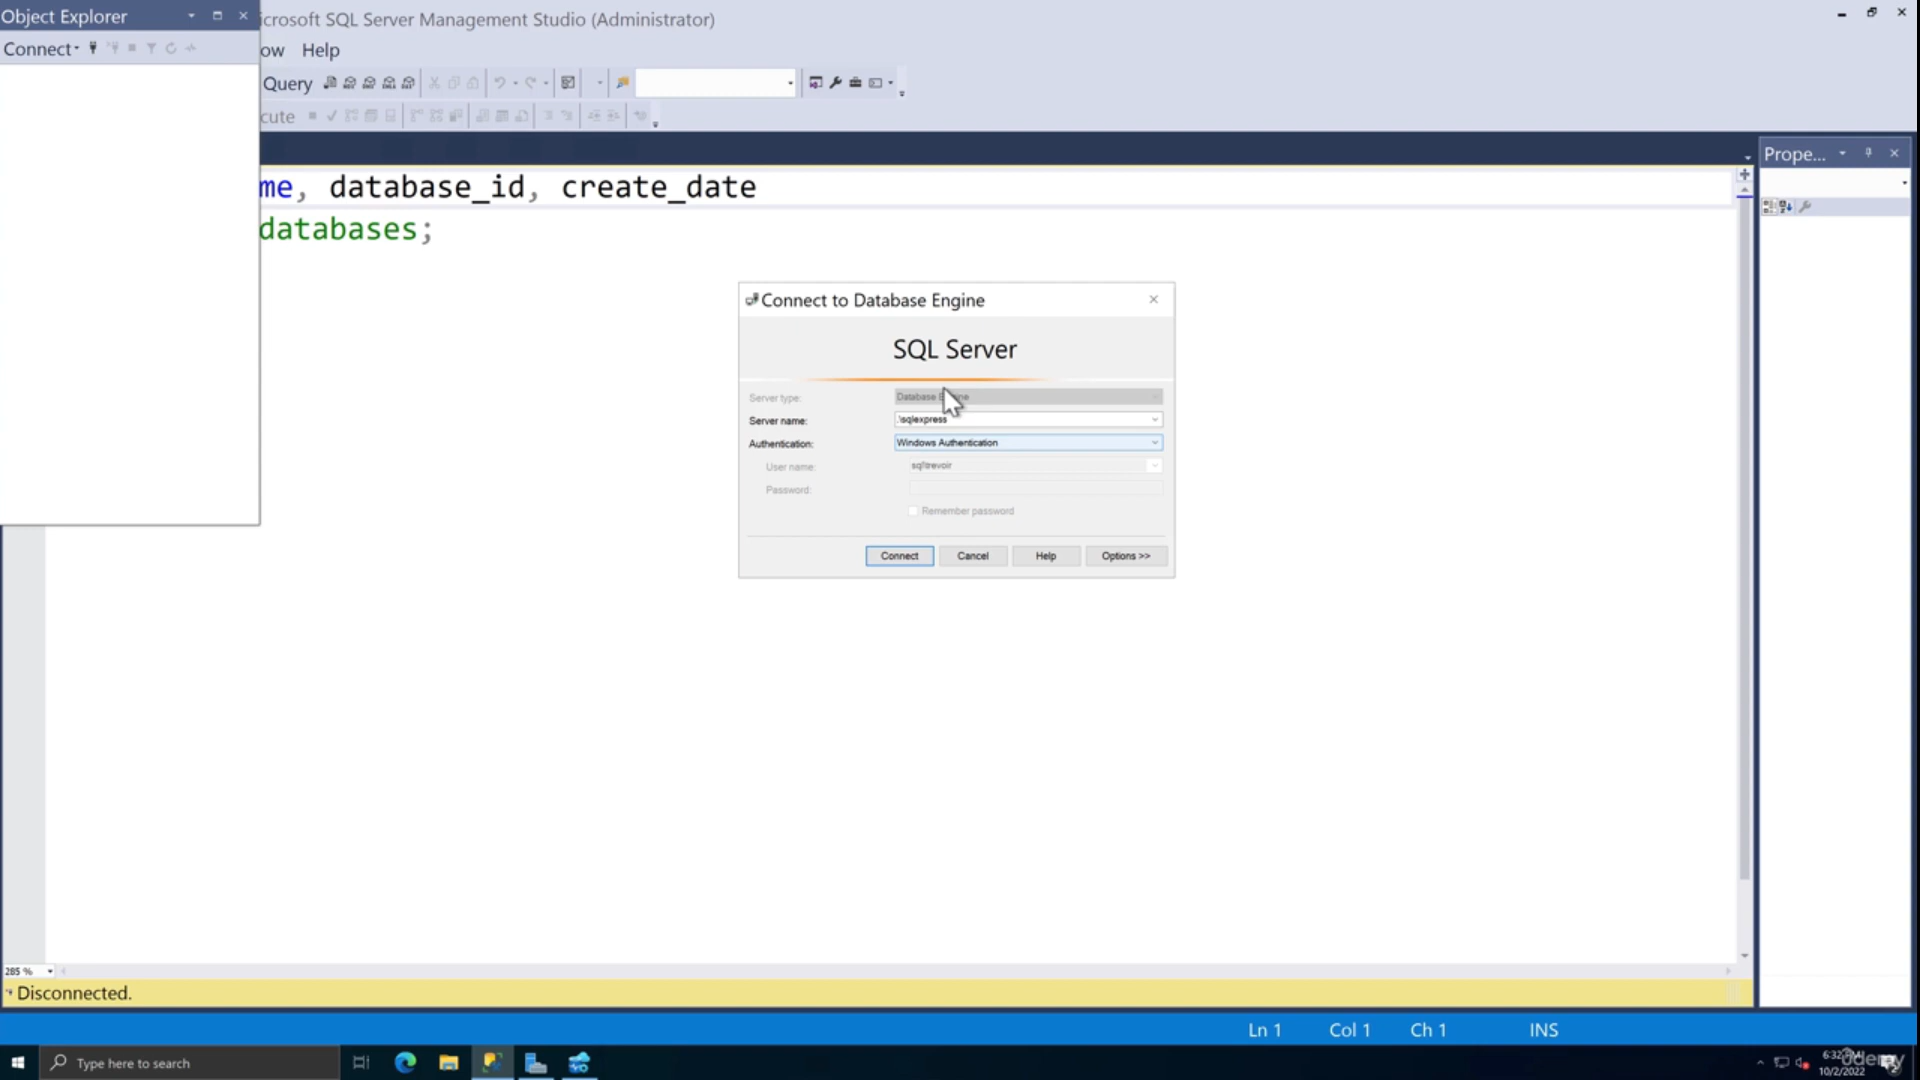 Object Explorer
icrosoft SQL Server Management Studio (Administrator)
Connect
ow Help
Query
cute
Prope...
me, database_id, create_date
databases;
Connect to Database Engine
SQL Server
Server type:
Database
Server name:
.\sqlexpress
Authentication:
Windows Authentication
User name:
sql\trevoir
Password:
Remember password
Connect
Cancel
Help
Options >>
285 %
Disconnected.
Ln 1
Col 1
Ch 1
INS
Type here to search
10/2/2022